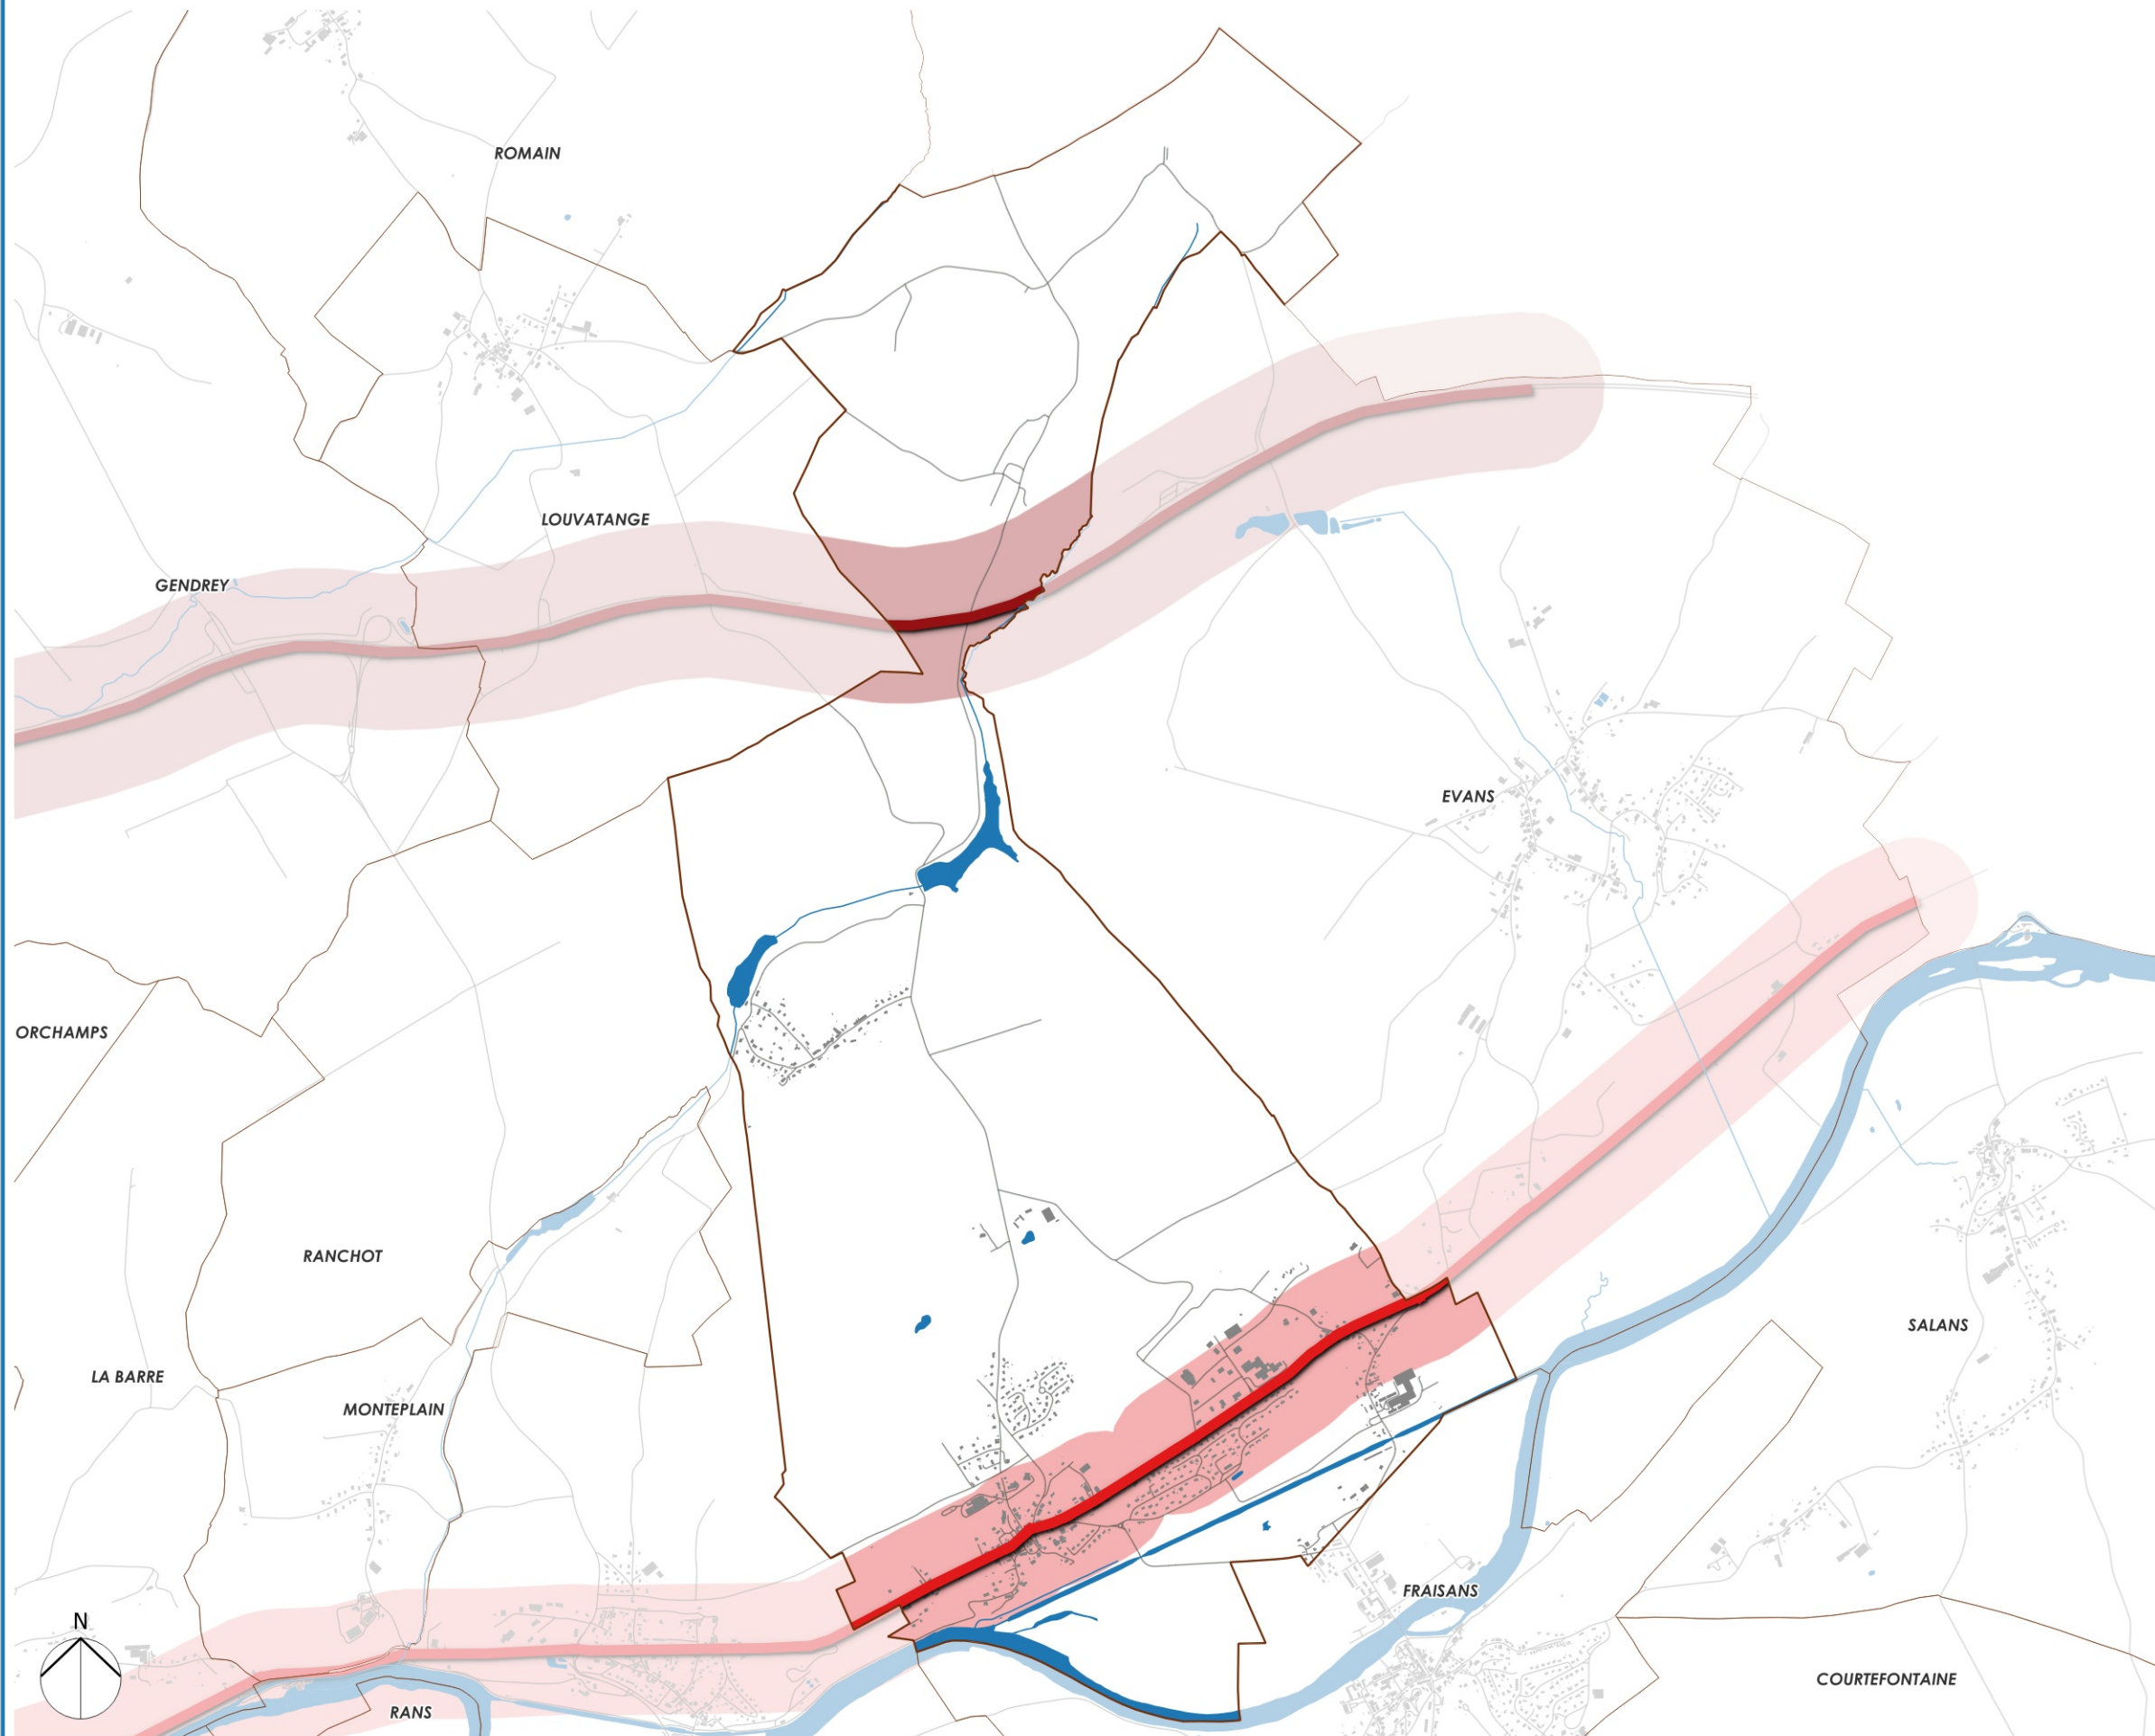 ROMAIN
LOUVATANGE
GENDREY
EVANS
ORCHAMPS
RANCHOT
SALANS
LA BARRE
MONTEPLAIN
FRAISANS
N
COURTEFONTAINE
RANS